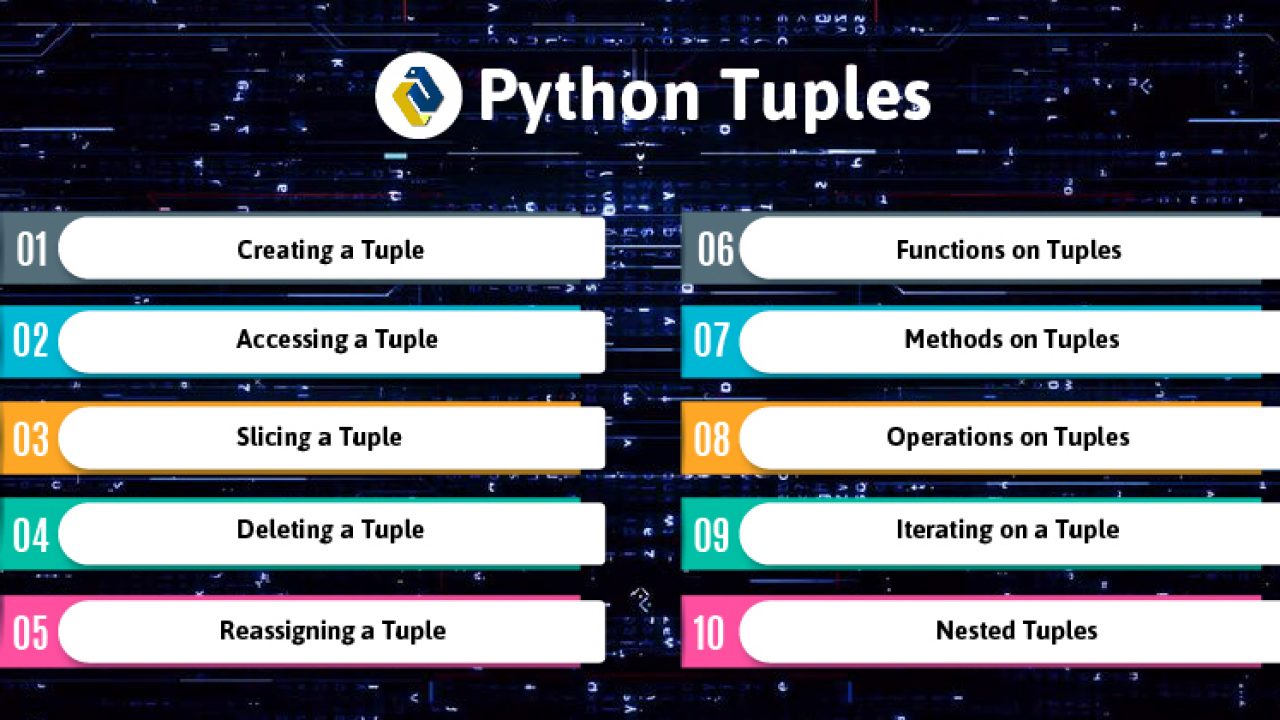 Python Tuples
01 Creating a Tuple
02 Accessing a Tuple
03 Slicing a Tuple
04 Deleting a Tuple
05 Reassigning a Tuple
06 Functions on Tuples
07 Methods on Tuples
08 Operations on Tuples
09 Iterating on a Tuple
10 Nested Tuples